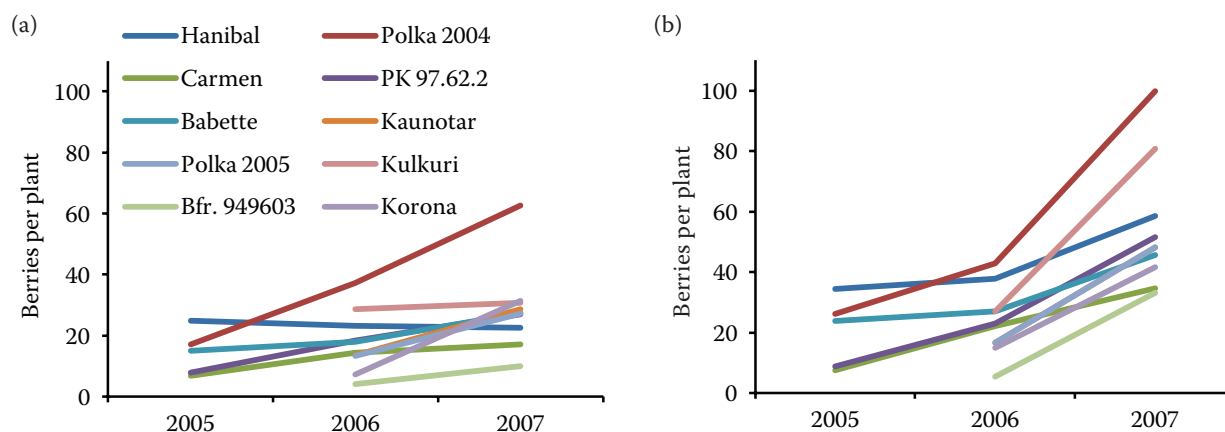 (a)
Hanibal
Polka 2004
Carmen
PK 97.62.2
Babette
Kaunotar
Polka 2005
Kulkuri
Bfr. 949603
Korona
Berries per plant
100
80
60
40
20
0
2005
2006
2007
(b)
Berries per plant
100
80
60
40
20
0
2005
2006
2007